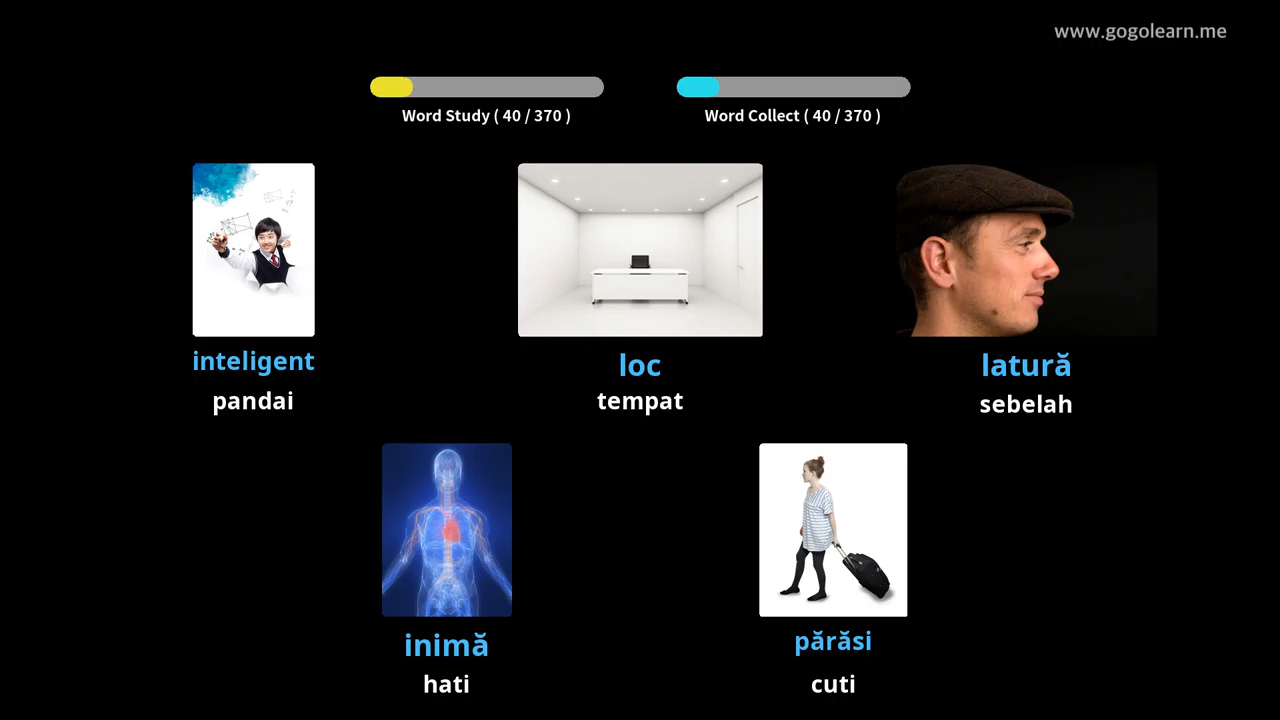 www.gogolearn.me
Word Study ( 40 / 370 )
Word Collect ( 40 / 370 )
inteligent
pandai
loc
tempat
latură
sebelah
inimă
hati
părăsi
cuti